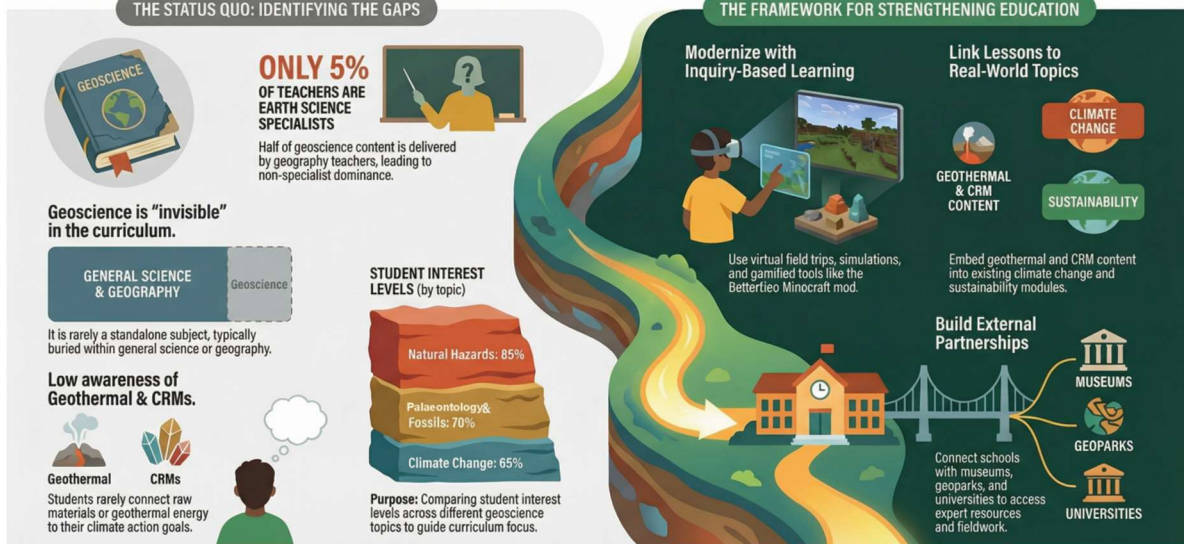 THE STATUS QUO: IDENTIFYING THE GAPS
GEOSCIENCE
ONLY 5%
OF TEACHERS ARE
EARTH SCIENCE
SPECIALISTS
?
Half of geoscience content is delivered
by geography teachers, leading to
non-specialist dominance.
Geoscience is "invisible"
in the curriculum.
GENERAL SCIENCE
& GEOGRAPHY
Geoscience
It is rarely a standalone subject, typically
buried within general science or geography.
Low awareness of
Geothermal & CRMs.
Geothermal
CRMs
Students rarely connect raw
materials or geothermal energy
to their climate action goals.
STUDENT INTEREST
LEVELS (by topic)
Natural Hazards: 85%
Palaeontology&
Fossils: 70%
Climate Change: 65%
Purpose: Comparing student interest
levels across different geoscience
topics to guide curriculum focus.
THE FRAMEWORK FOR STRENGTHENING EDUCATION
Modernize with
Inquiry-Based Learning
Use virtual field trips, simulations,
and gamified tools like the
Betterfieo Minocraft mod.
Link Lessons to
Real-World Topics
CLIMATE
CHANGE
GEOTHERMAL
& CRM
CONTENT
SUSTAINABILITY
Embed geothermal and CRM content
into existing climate change and
sustainability modules.
Build External
Partnerships
MUSEUMS
GEOPARKS
UNIVERSITIES
Connect schools
with museums,
geoparks, and
universities to access
expert resources
and fieldwork.